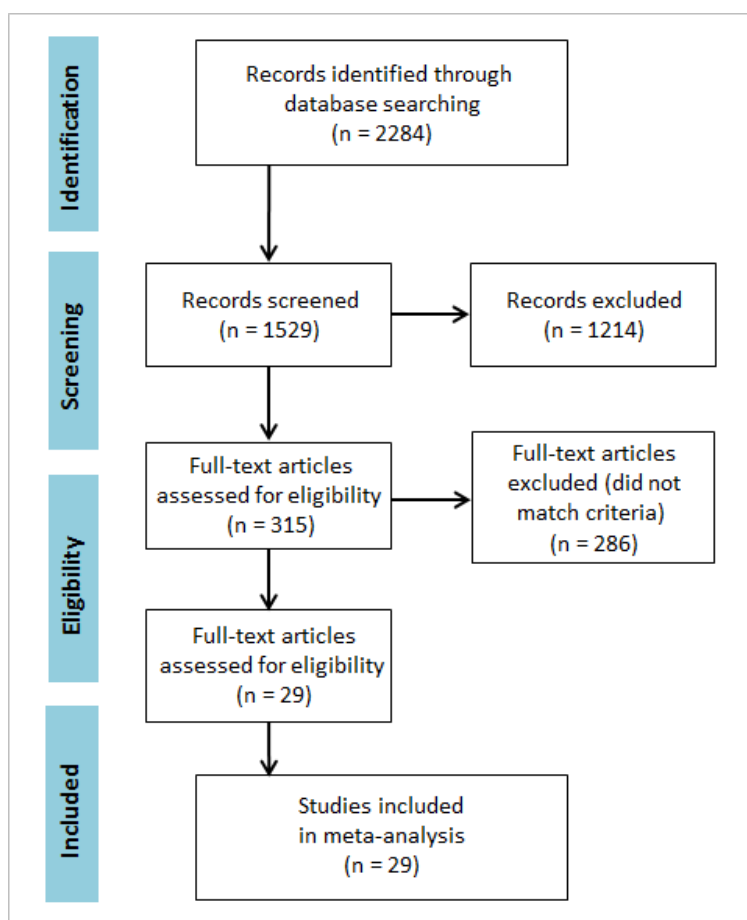 Identification
Records identified through
database searching
(n = 2284)
Screening
Records screened
(n = 1529)
Records excluded
(n = 1214)
Eligibility
Full-text articles
assessed for eligibility
(n = 315)
Full-text articles
excluded (did not
match criteria)
(n = 286)
Full-text articles
assessed for eligibility
(n = 29)
Included
Studies included
in meta-analysis
(n = 29)